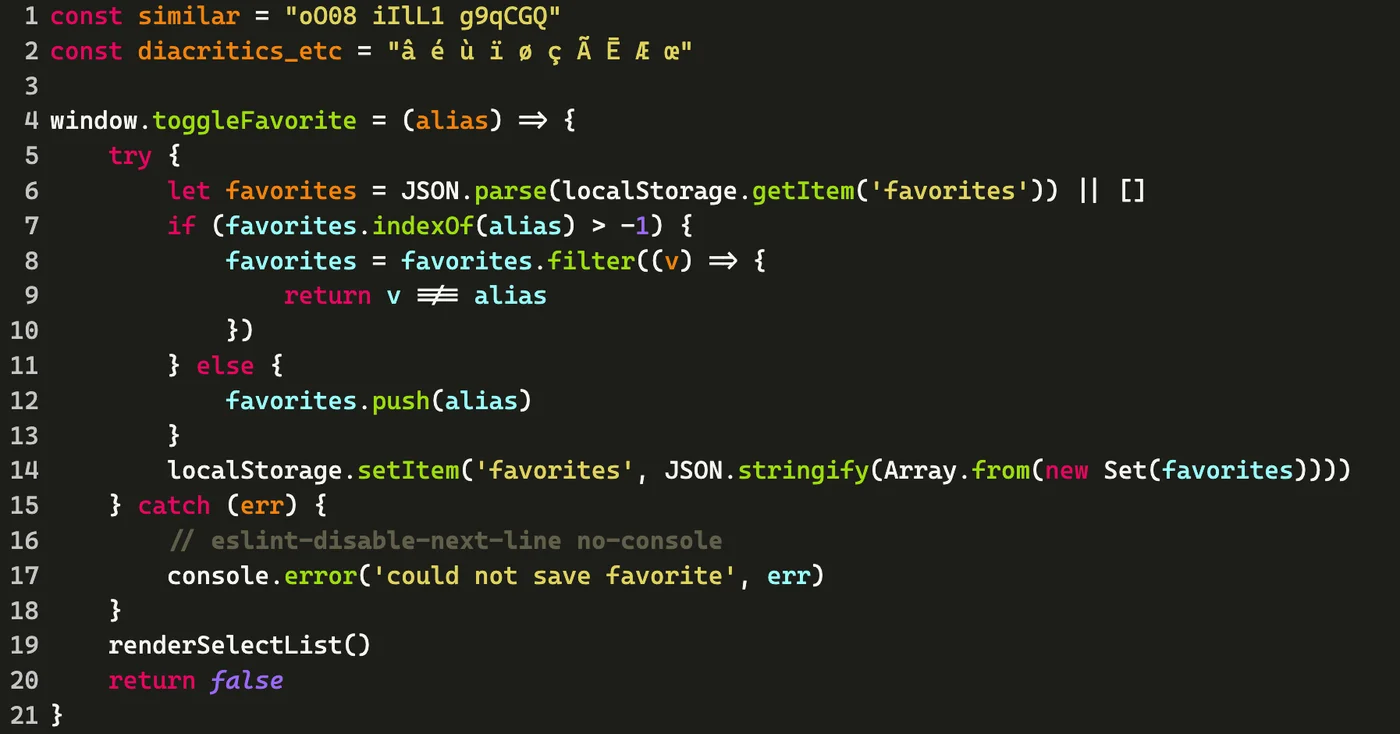 1 const similar = "oO08 iIlL1 g9qCGQ"
2 const diacritics_etc = "â é ù ï ø ç Ã Ē Æ œ"
3
4 window.toggleFavorite = (alias) => {
5     try {
6         let favorites = JSON.parse(localStorage.getItem('favorites')) || []
7         if (favorites.indexOf(alias) > -1) {
8             favorites = favorites.filter((v) => {
9                 return v !== alias
10             })
11         } else {
12             favorites.push(alias)
13         }
14         localStorage.setItem('favorites', JSON.stringify(Array.from(new Set(favorites))))
15     } catch (err) {
16         // eslint-disable-next-line no-console
17         console.error('could not save favorite', err)
18     }
19     renderSelectList()
20     return false
21 }